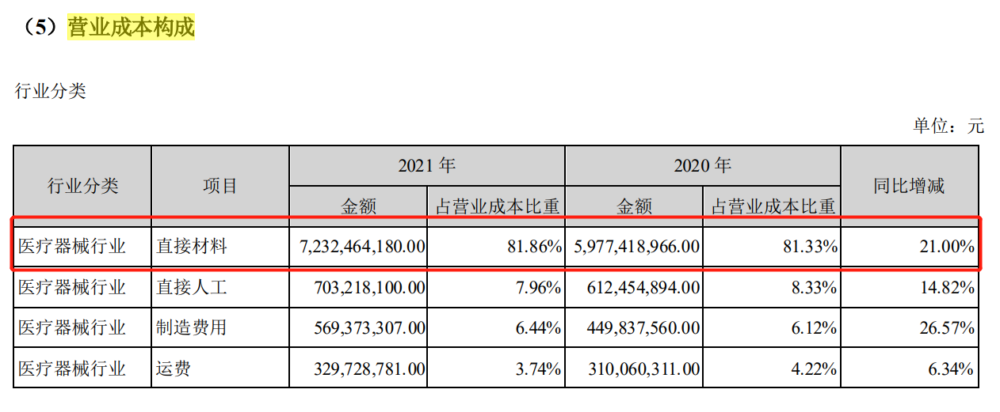 （5）营业成本构成
行业分类
单位：元
行业分类 项目 2021 年 2020 年 同比增减
金额 占营业成本比重 金额 占营业成本比重
医疗器械行业 直接材料 7,232,464,180.00 81.86% 5,977,418,966.00 81.33% 21.00%
医疗器械行业 直接人工 703,218,100.00 7.96% 612,454,894.00 8.33% 14.82%
医疗器械行业 制造费用 569,373,307.00 6.44% 449,837,560.00 6.12% 26.57%
医疗器械行业 运费 329,728,781.00 3.74% 310,060,311.00 4.22% 6.34%